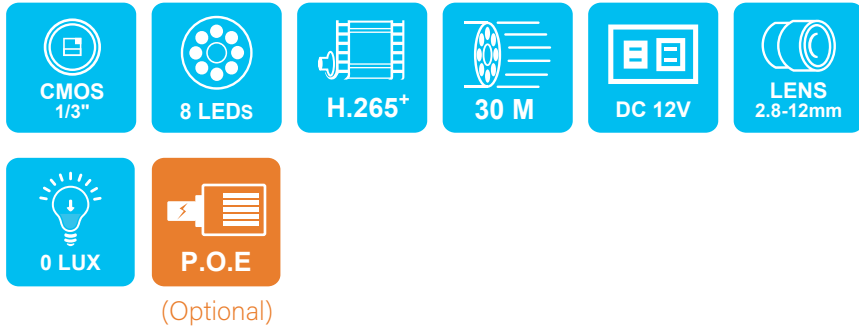 CMOS
1/3"
8 LEDs
H.265+
30 M
DC 12V
LENS
2.8-12mm
0 LUX
P.O.E
(Optional)